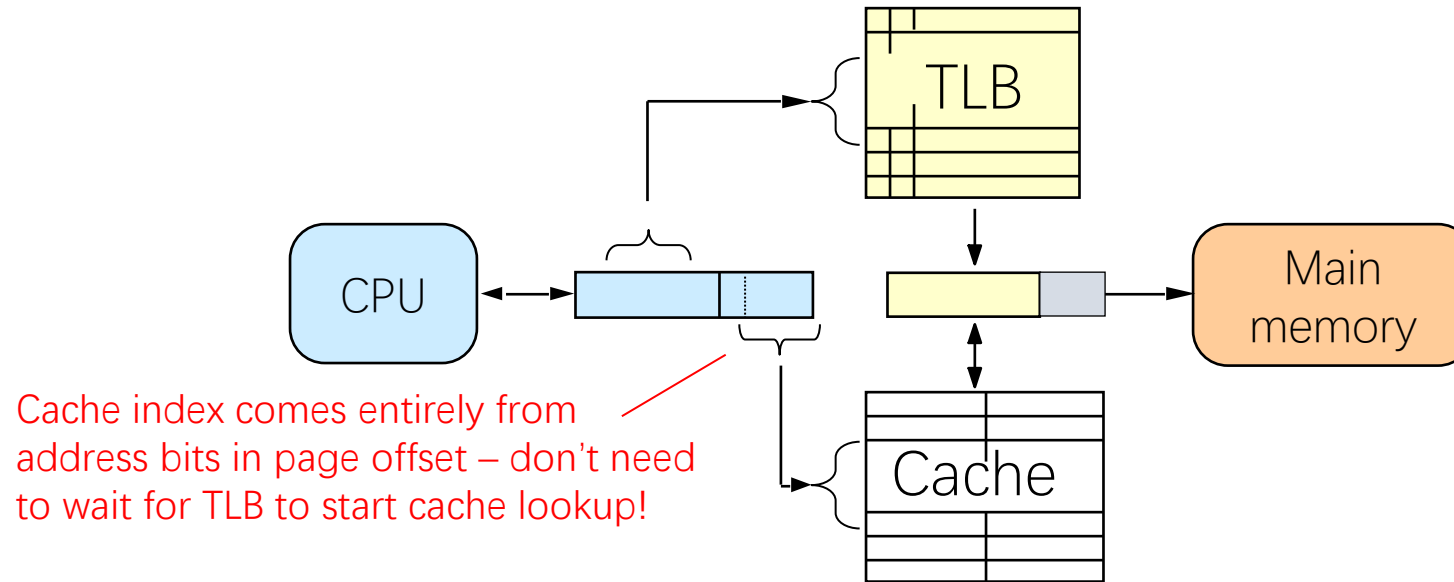 TLB
CPU
Main
memory
Cache index comes entirely from
address bits in page offset – don't need
to wait for TLB to start cache lookup!
Cache